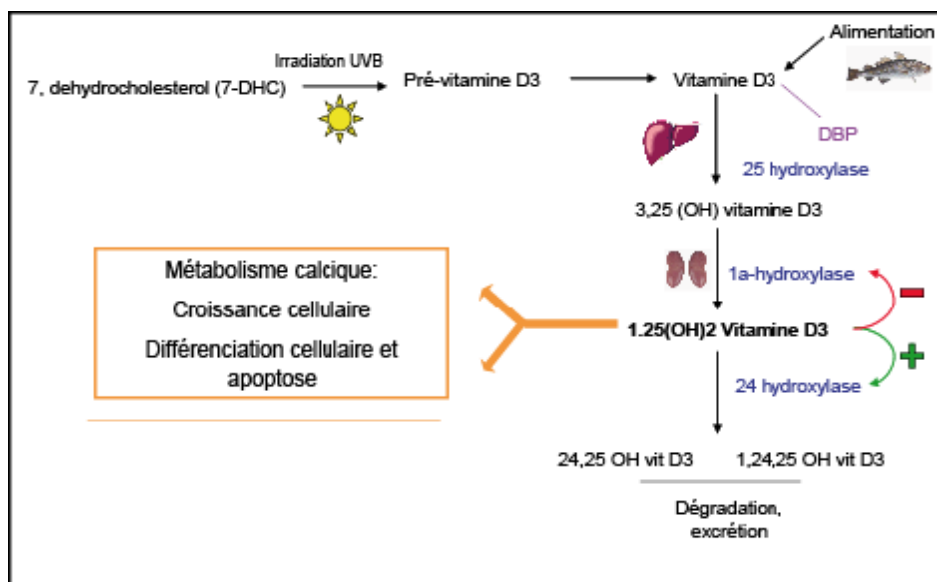 Alimentation
Irradiation UVB
7, dehydrocholesterol (7-DHC)
Pré-vitamine D3
Vitamine D3
DBP
25 hydroxylase
3,25 (OH) vitamine D3
Métabolisme calcique:
Croissance cellulaire
Différenciation cellulaire et
apoptose
1a-hydroxylase
1.25(OH)2 Vitamine D3
24 hydroxylase
24,25 OH vit D3
1,24,25 OH vit D3
Dégradation,
excrétion